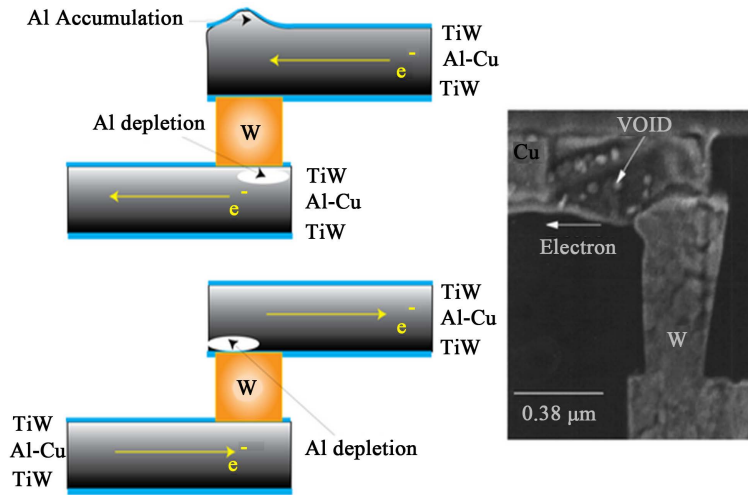 Al Accumulation
TiW
Al-Cu
TiW
e-
Al depletion
W
TiW
Al-Cu
TiW
e-
TiW
Al-Cu
TiW
e-
W
TiW
Al-Cu
TiW
e-
Al depletion
VOID
Cu
Electron
W
0.38 μm